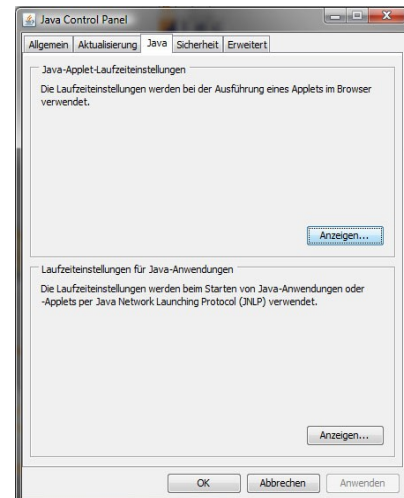 Java Control Panel
Allgemein Aktualisierung Java Sicherheit Erweitert
Java-Applet-Laufzeiteinstellungen
Die Laufzeiteinstellungen werden bei der Ausführung eines Applets im Browser
verwendet.
Anzeigen...
Laufzeiteinstellungen für Java-Anwendungen
Die Laufzeiteinstellungen werden beim Starten von Java-Anwendungen oder
-Applets per Java Network Launching Protocol (JNLP) verwendet.
Anzeigen...
OK Abbrechen Anwenden